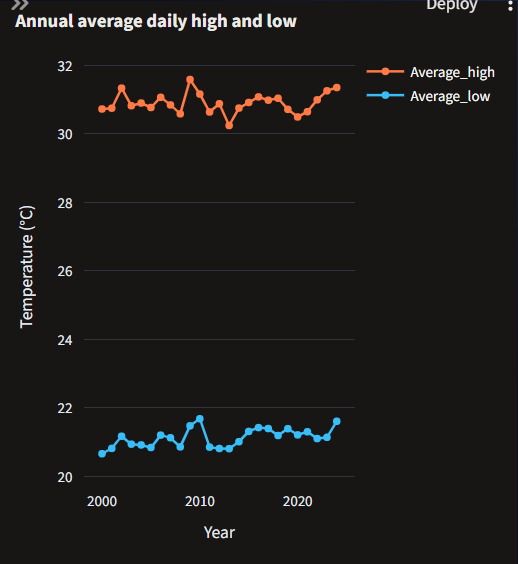 Deploy
Annual average daily high and low
32
30
28
26
24
22
20
Temperature (°C)
2000
2010
2020
Year
Average_high
Average_low